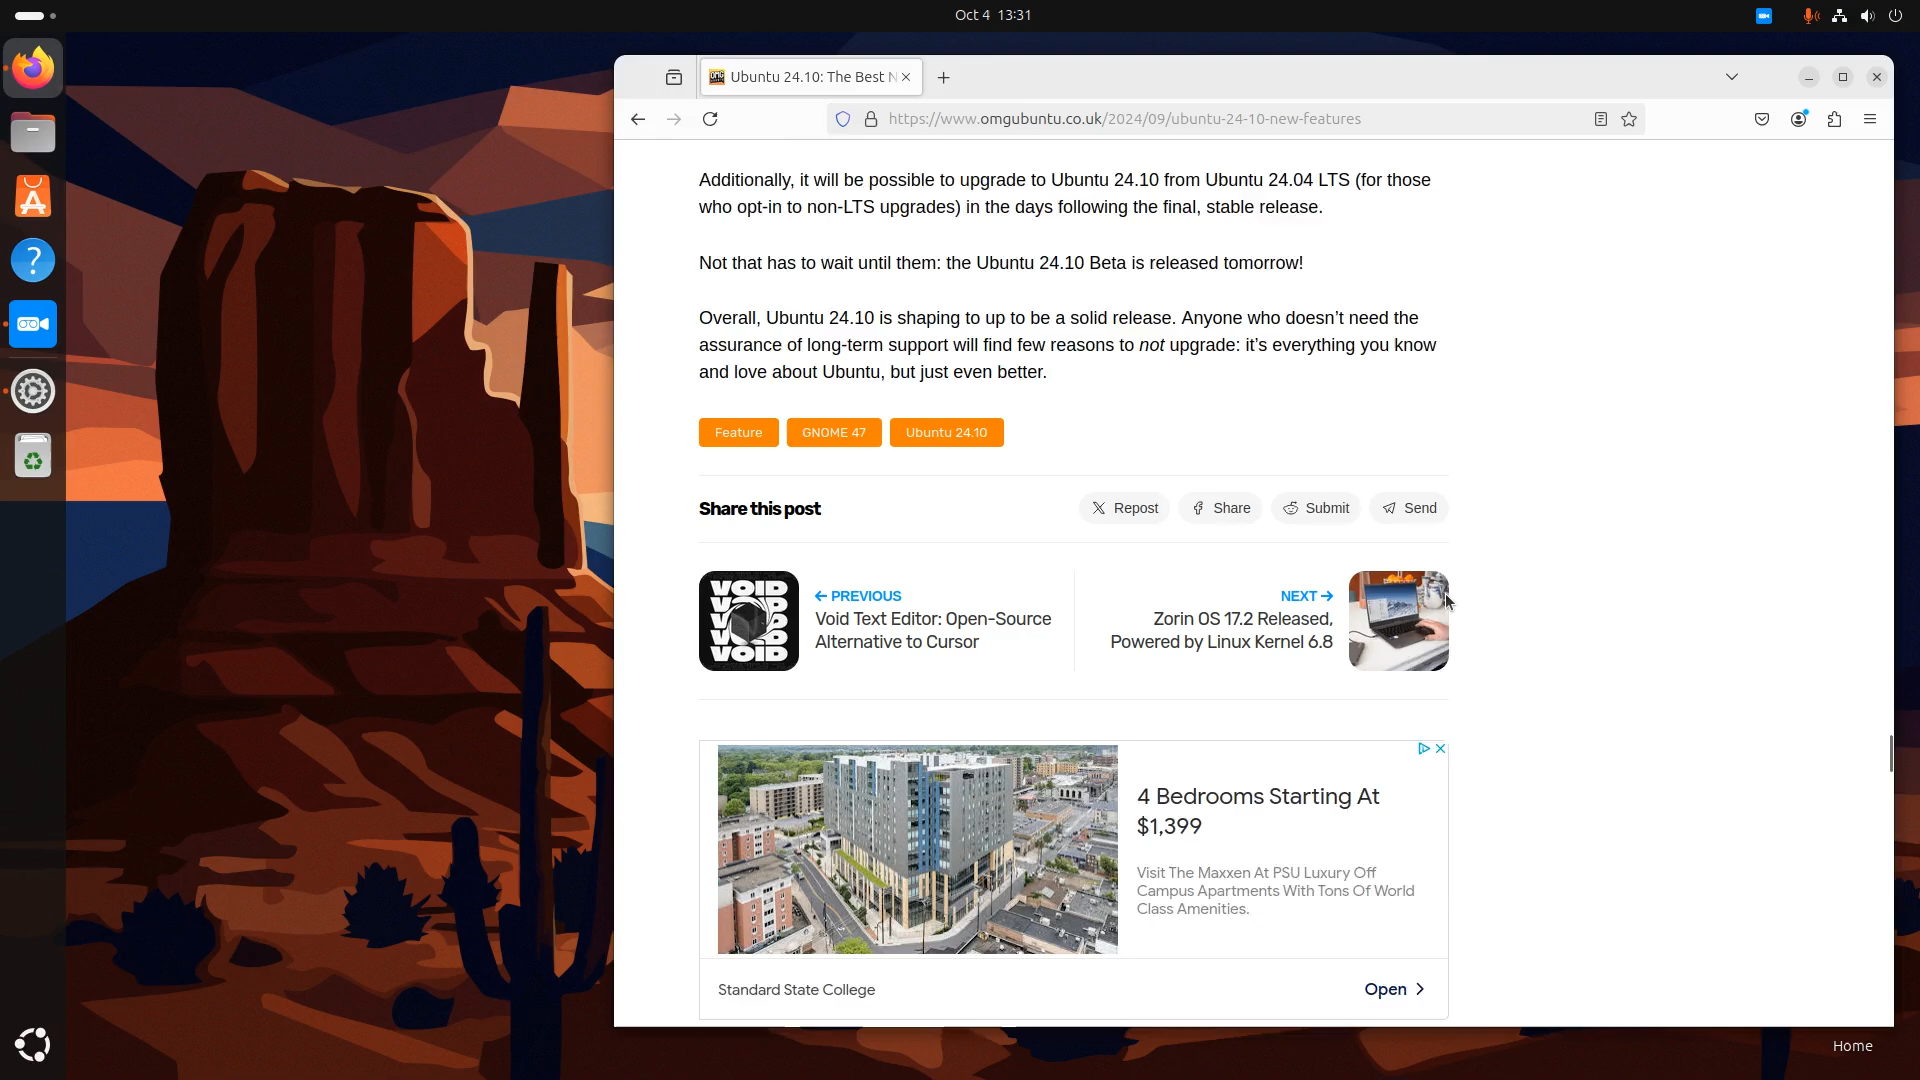 Oct 4 13:31
Ubuntu 24.10: The Best N
https://www.omgubuntu.co.uk/2024/09/ubuntu-24-10-new-features
Additionally, it will be possible to upgrade to Ubuntu 24.10 from Ubuntu 24.04 LTS (for those
who opt-in to non-LTS upgrades) in the days following the final, stable release.
Not that has to wait until them: the Ubuntu 24.10 Beta is released tomorrow!
Overall, Ubuntu 24.10 is shaping to up to be a solid release. Anyone who doesn’t need the
assurance of long-term support will find few reasons to not upgrade: it’s everything you know
and love about Ubuntu, but just even better.
Feature GNOME 47 Ubuntu 24.10
Share this post Repost Share Submit Send
VOID
VOID
VOID
VOID
← PREVIOUS
Void Text Editor: Open-Source
Alternative to Cursor
NEXT →
Zorin OS 17.2 Released,
Powered by Linux Kernel 6.8
4 Bedrooms Starting At
$1,399
Visit The Maxxen At PSU Luxury Off
Campus Apartments With Tons Of World
Class Amenities.
Standard State College Open
Home